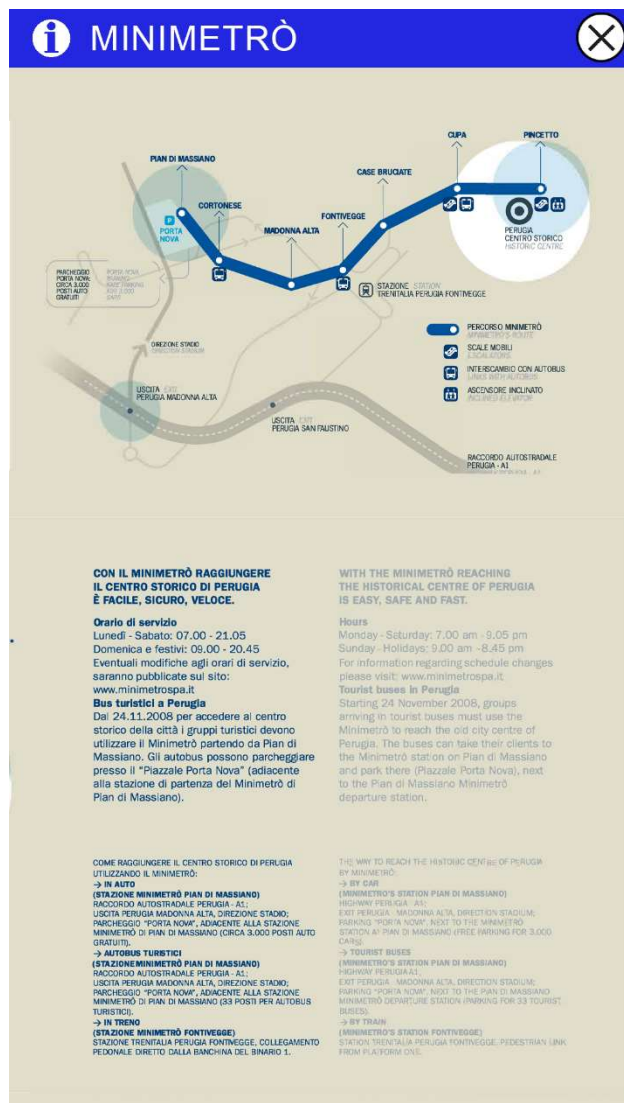 i MINIMETRÒ
CUPA
PINCETTO
PIAN DI MASSIANO
CASE BRUCIATE
CORTONESE
FONTIVEGGE
P
PORTA
NOVA
MADONNA ALTA
PERUGIA
CENTRO STORICO
HISTORIC CENTRE
PARCHEGGIO
PORTA NOVA:
CIRCA 3.000
POSTI AUTO
GRATUITI
PORTA NOVA
PARKING
FREE PARKING
FOR 3.000
CARS
STAZIONE STATION
TRENITALIA PERUGIA FONTIVEGGE
DIREZIONE STADIO
DIRECTION STADIUM
PERCORSO MINIMETRÒ
MINIMETRÒ'S ROUTE
SCALE MOBILI
ESCALATORS
INTERSCAMBIO CON AUTOBUS
LINKS WITH AUTOBUS
ASCENSORE INCLINATO
INCLINED ELEVATOR
USCITA EXIT
PERUGIA MADONNA ALTA
USCITA EXIT
PERUGIA SAN FAUSTINO
RACCORDO AUTOSTRADALE
PERUGIA - A1
CON IL MINIMETRÒ RAGGIUNGERE
IL CENTRO STORICO DI PERUGIA
È FACILE, SICURO, VELOCE.
Orario di servizio
Lunedì - Sabato: 07.00 - 21.05
Domenica e festivi: 09.00 - 20.45
Eventuali modifiche agli orari di servizio,
saranno pubblicate sul sito:
www.minimetrospa.it
Bus turistici a Perugia
Dal 24.11.2008 per accedere al centro
storico della città i gruppi turistici devono
utilizzare il Minimetrò partendo da Pian di
Massiano. Gli autobus possono parcheggiare
presso il "Piazzale Porta Nova" (adiacente
alla stazione di partenza del Minimetrò di
Pian di Massiano).
WITH THE MINIMETRÒ REACHING
THE HISTORICAL CENTRE OF PERUGIA
IS EASY, SAFE AND FAST.
Hours
Monday - Saturday: 7.00 am - 9.05 pm
Sunday - Holidays: 9.00 am -8.45 pm
For information regarding schedule changes
please visit: www.minimetrospa.it
Tourist buses in Perugia
Starting 24 November 2008, groups
arriving in tourist buses must use the
Minimetrò to reach the old city centre of
Perugia. The buses can take their clients to
the Minimetrò station on Pian di Massiano
and park there (Piazzale Porta Nova), next
to the Pian di Massiano Minimetrò
departure station.
COME RAGGIUNGERE IL CENTRO STORICO DI PERUGIA
UTILIZZANDO IL MINIMETRÒ:
→ IN AUTO
(STAZIONE MINIMETRÒ PIAN DI MASSIANO)
RACCORDO AUTOSTRADALE PERUGIA - A1;
USCITA PERUGIA MADONNA ALTA, DIREZIONE STADIO;
PARCHEGGIO "PORTA NOVA", ADIACENTE ALLA STAZIONE
MINIMETRÒ DI PIAN DI MASSIANO (CIRCA 3.000 POSTI AUTO
GRATUITI).
→ AUTOBUS TURISTICI
(STAZIONE MINIMETRÒ PIAN DI MASSIANO)
RACCORDO AUTOSTRADALE PERUGIA - A1;
USCITA PERUGIA MADONNA ALTA, DIREZIONE STADIO;
PARCHEGGIO "PORTA NOVA", ADIACENTE ALLA STAZIONE
MINIMETRÒ DI PIAN DI MASSIANO (33 POSTI PER AUTOBUS
TURISTICI).
→ IN TRENO
(STAZIONE MINIMETRÒ FONTIVEGGE)
STAZIONE TRENITALIA PERUGIA FONTIVEGGE, COLLEGAMENTO
PEDONALE DIRETTO DALLA BANCHINA DEL BINARIO 1.
THE WAY TO REACH THE HISTORIC CENTRE OF PERUGIA
BY MINIMETRÒ:
→ BY CAR
(MINIMETRO'S STATION PIAN DI MASSIANO)
HIGHWAY PERUGIA - A1;
EXIT PERUGIA - MADONNA ALTA, DIRECTION STADIUM;
PARKING "PORTA NOVA", NEXT TO THE MINIMETRÒ
STATION AT PIAN DI MASSIANO (FREE PARKING FOR 3.000
CARS).
→ TOURIST BUSES
(MINIMETRO'S STATION PIAN DI MASSIANO)
HIGHWAY PERUGIA A1;
EXIT PERUGIA - MADONNA ALTA, DIRECTION STADIUM;
PARKING "PORTA NOVA", NEXT TO THE PIAN DI MASSIANO
MINIMETRÒ DEPARTURE STATION (PARKING FOR 33 TOURIST
BUSES).
→ BY TRAIN
(MINIMETRO'S STATION FONTIVEGGE)
STATION TRENITALIA PERUGIA FONTIVEGGE, PEDESTRIAN LINK
FROM PLATFORM ONE.